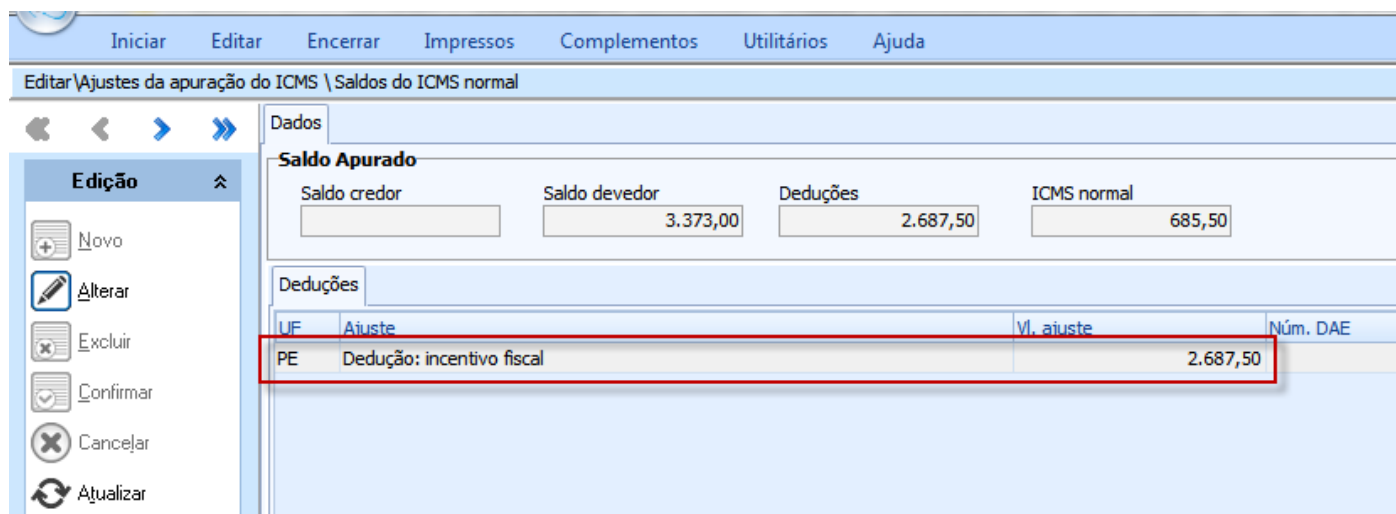 Iniciar Editar Encerrar Impressos Complementos Utilitários Ajuda
Editar\Ajustes da apuração do ICMS \ Saldos do ICMS normal
Dados
Edição
Novo
Alterar
Excluir
Confirmar
Cancelar
Atualizar
Saldo Apurado
Saldo credor Saldo devedor Deduções ICMS normal
3.373,00 2.687,50 685,50
Deduções
UF Ajuste Vl. ajuste Núm. DAE
PE Dedução: incentivo fiscal 2.687,50